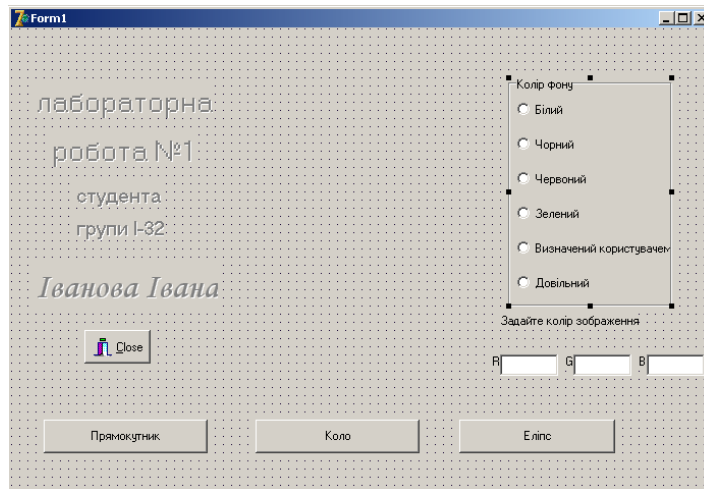 Form1
лабораторна
робота №1
студента
групи І-32
Іванова Івана
Close
Колір фону
Білий
Чорний
Червоний
Зелений
Визначений користувачем
Довільний
Задайте колір зображення
R G B
Прямокутник Коло Еліпс